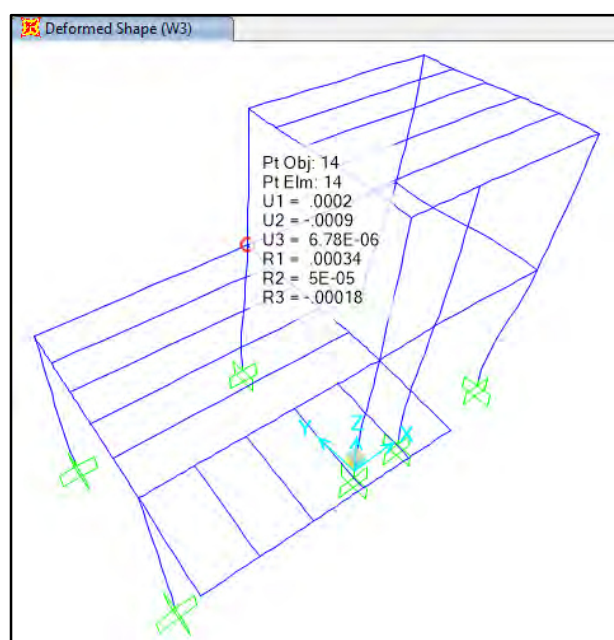 Deformed Shape (W3)
Pt Obj: 14
Pt Elm: 14
U1 = .0002
U2 = -.0009
U3 = 6.78E-06
R1 = .00034
R2 = 5E-05
R3 = -.00018
Y Z X